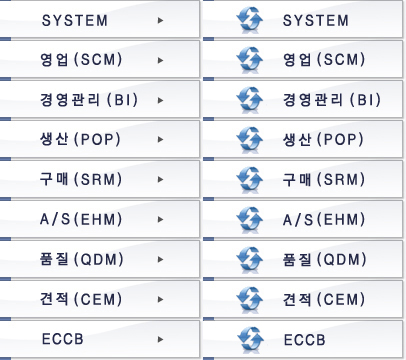 SYSTEM SYSTEM
영업 (SCM) 영업 (SCM)
경영관리 (BI) 경영관리 (BI)
생산 (POP) 생산 (POP)
구매 (SRM) 구매 (SRM)
A/S(EHM) A/S(EHM)
품질 (QDM) 품질 (QDM)
견적 (CEM) 견적 (CEM)
ECCB ECCB